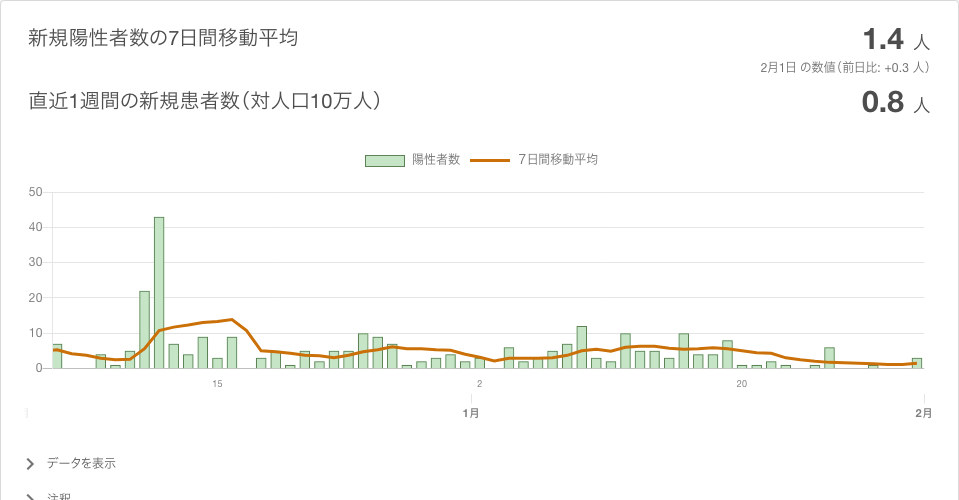 新規陽性者数の7日間移動平均
1.4 人
2月1日 の数値（前日比: +0.3 人）
直近1週間の新規患者数（対人口10万人）
0.8 人
陽性者数 7日間移動平均
50
40
30
20
10
0
15 2 20
1月 2月
データを表示
注釈